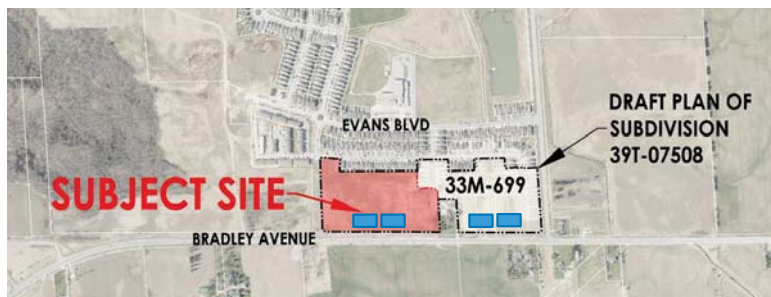 EVANS BLVD
DRAFT PLAN OF
SUBDIVISION
39T-07508
33M-699
SUBJECT SITE
BRADLEY AVENUE